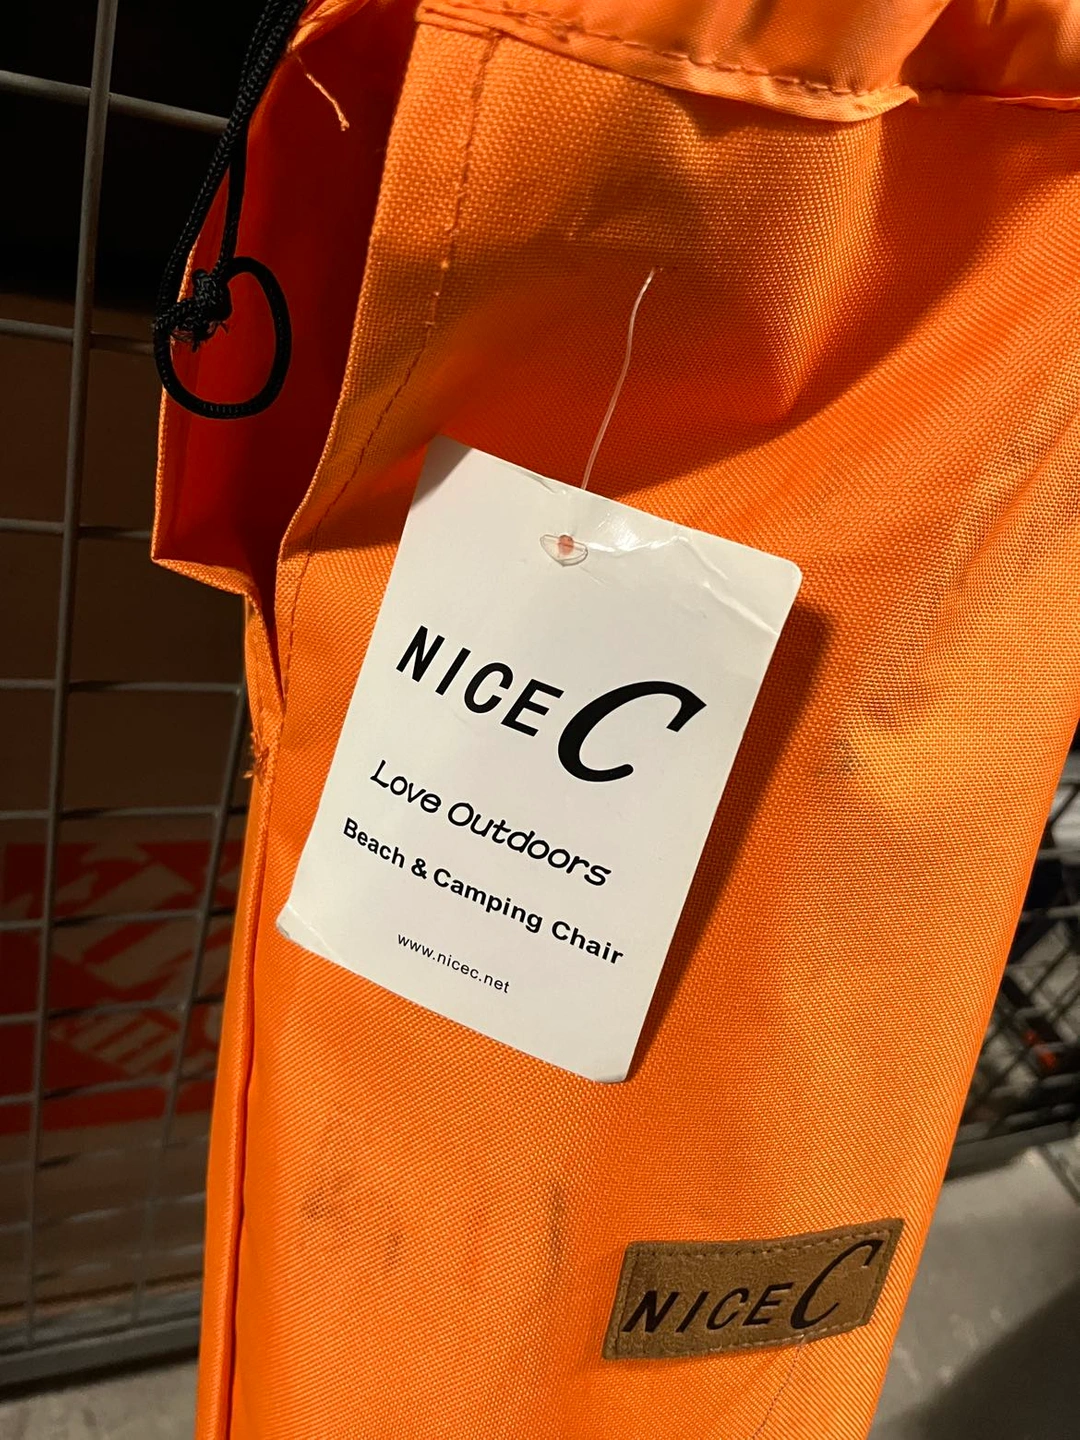 NICE C
Love Outdoors
Beach & Camping Chair
www.nicec.net
NICE C